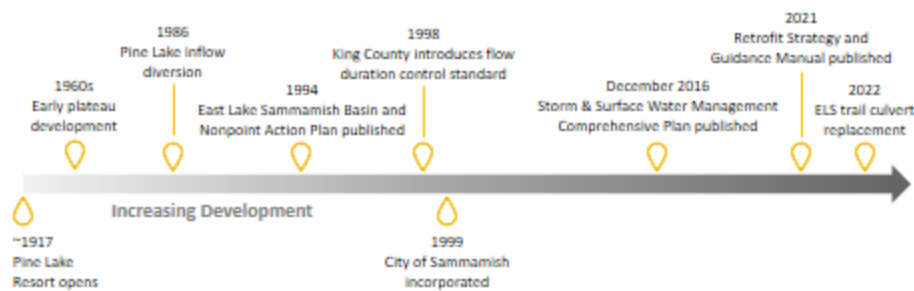 1960s
Early plateau
development
1986
Pine Lake inflow
diversion
1994
East Lake Sammamish Basin and
Nonpoint Action Plan published
1998
King County introduces flow
duration control standard
December 2016
Storm & Surface Water Management
Comprehensive Plan published
2021
Retrofit Strategy and
Guidance Manual published
2022
ELS trail culvert
replacement
Increasing Development
~1917
Pine Lake
Resort opens
1999
City of Sammamish
incorporated